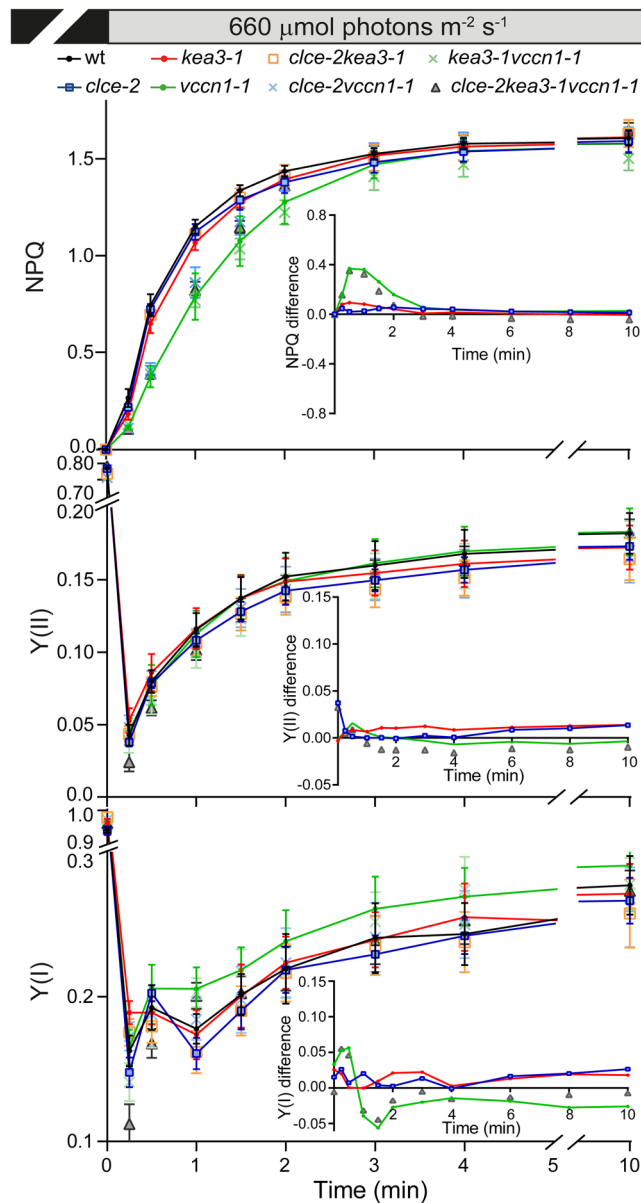 660 μmol photons m⁻² s⁻¹
wt kea3-1 clce-2kea3-1 kea3-1vccn1-1
clce-2 vccn1-1 clce-2vccn1-1 clce-2kea3-1vccn1-1
NPQ
1.5
1.0
0.5
0.0
NPQ difference
0.8
0.4
0.0
-0.4
-0.8
2 4 6 8 10
Time (min)
Y(II)
0.80
0.70
0.20
0.15
0.10
0.05
0.0
Y(II) difference
0.15
0.10
0.05
0.00
-0.05
2 4 6 8 10
Time (min)
Y(I)
1.0
0.9
0.3
0.2
0.1
Y(I) difference
0.15
0.10
0.05
0.00
-0.05
2 4 6 8 10
Time (min)
0 1 2 3 4 5 10
Time (min)